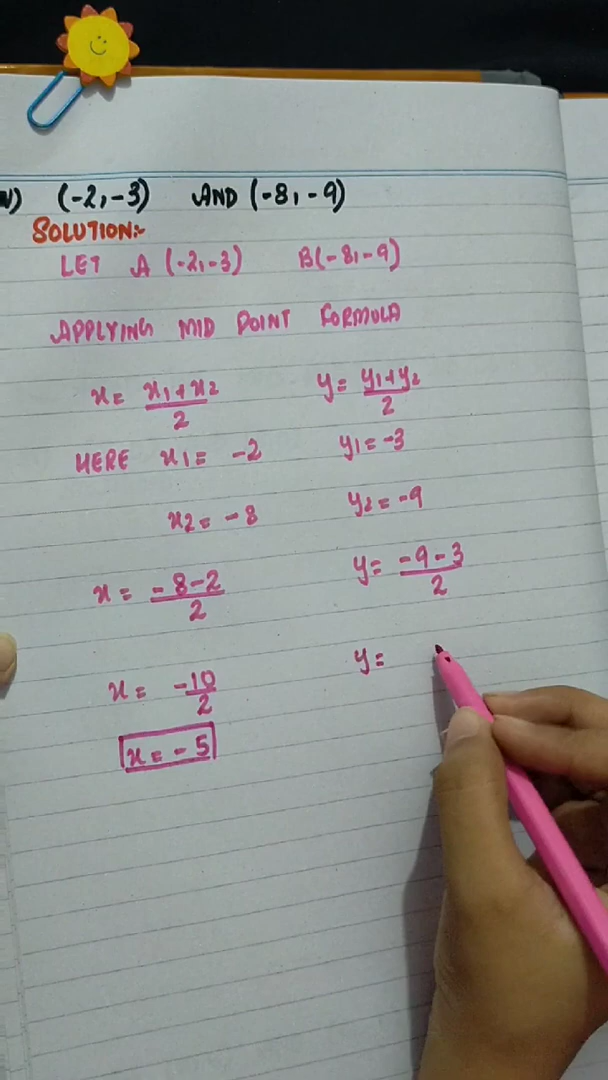 (-2,-3) AND (-8,-9)
SOLUTION:-
LET A (-2,-3) B(-8,-9)
APPLYING MID POINT FORMULA
x = x1+x2/2 y = y1+y2/2
HERE x1 = -2 y1 = -3
x2 = -8 y2 = -9
x = -8-2/2 y = -9-3/2
x = -10/2 y =
x = -5